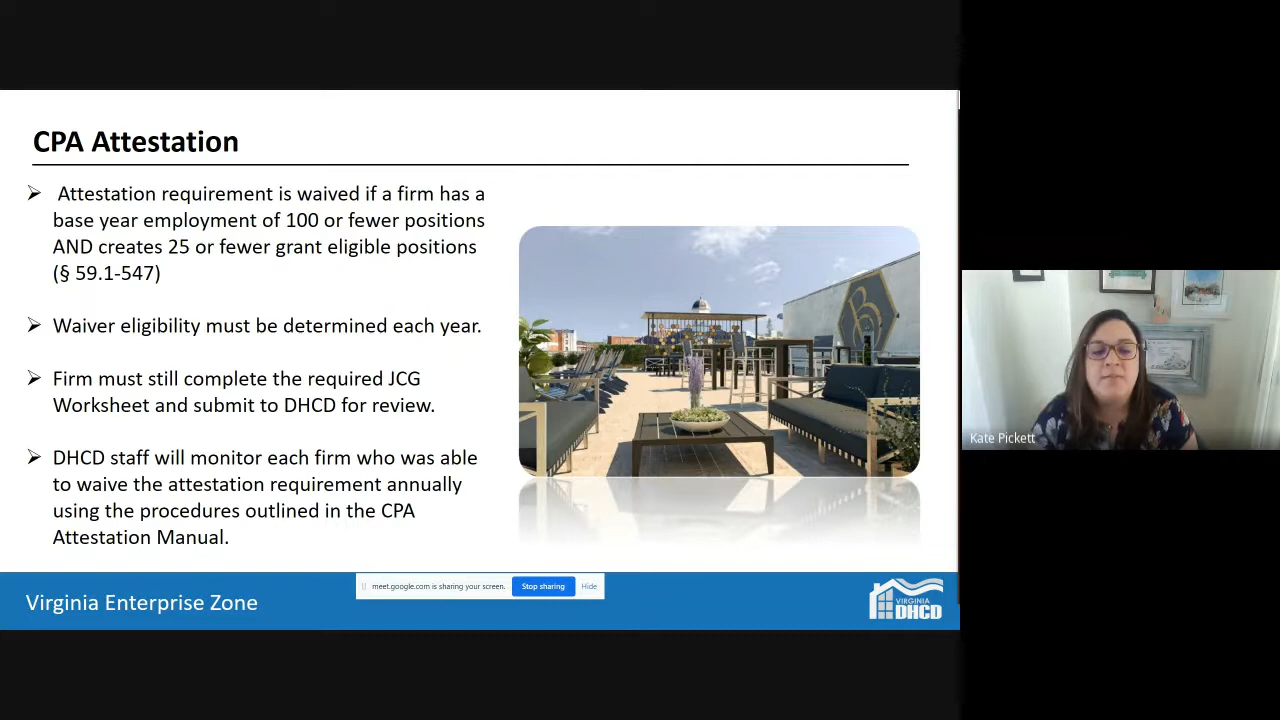 CPA Attestation
➢ Attestation requirement is waived if a firm has a
base year employment of 100 or fewer positions
AND creates 25 or fewer grant eligible positions
(§ 59.1-547)
➢ Waiver eligibility must be determined each year.
➢ Firm must still complete the required JCG
Worksheet and submit to DHCD for review.
➢ DHCD staff will monitor each firm who was able
to waive the attestation requirement annually
using the procedures outlined in the CPA
Attestation Manual.
B
Kate Pickett
meet.google.com is sharing your screen. Stop sharing Hide
Virginia Enterprise Zone
VIRGINIA
DHCD